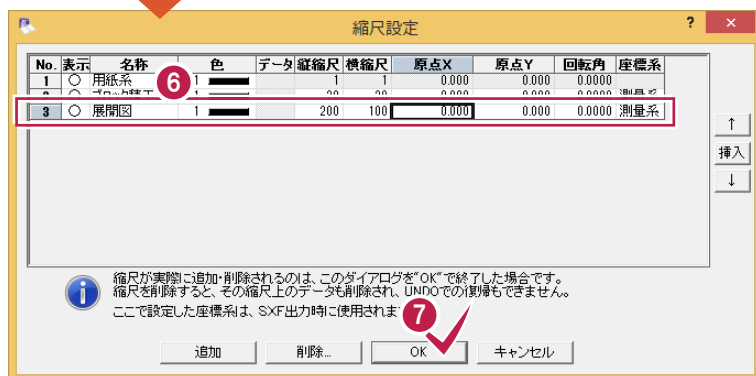 縮尺設定 ? ×
No. 表示 名称 色 データ 縦縮尺 横縮尺 原点X 原点Y 回転角 座標系
1 ○ 用紙系 1 1 1 0.000 0.000 0.0000
6
3 ○ 展開図 1 200 100 0.000 0.000 0.0000 測量系
↑
挿入
↓
i
縮尺が実際に追加・削除されるのは、このダイアログを"OK"で終了した場合です。
縮尺を削除すると、その縮尺上のデータも削除され、UNDOでの復帰もできません。
ここで設定した座標系は、SXF出力時に使用されま
7
追加 削除... OK キャンセル